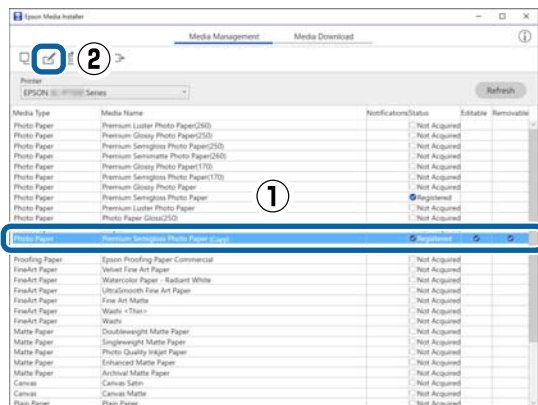 Epson Media Installer
Media Management Media Download
②
Printer
EPSON Series
Refresh
Media Type Media Name Notifications Status Editable Removable
Photo Paper Premium Luster Photo Paper(260) Not Acquired
Photo Paper Premium Glossy Photo Paper(250) Not Acquired
Photo Paper Premium Semigloss Photo Paper(250) Not Acquired
Photo Paper Premium Semimatte Photo Paper(260) Not Acquired
Photo Paper Premium Glossy Photo Paper(170) Not Acquired
Photo Paper Premium Semigloss Photo Paper(170) Not Acquired
Photo Paper Premium Glossy Photo Paper Not Acquired
Photo Paper Premium Semigloss Photo Paper Registered
①
Photo Paper Premium Luster Photo Paper Not Acquired
Photo Paper Photo Paper Gloss(250) Not Acquired
Photo Paper Premium Semigloss Photo Paper (Copy) Registered
Proofing Paper Epson Proofing Paper Commercial Not Acquired
FineArt Paper Velvet Fine Art Paper Not Acquired
FineArt Paper Watercolor Paper - Radiant White Not Acquired
FineArt Paper UltraSmooth Fine Art Paper Not Acquired
FineArt Paper Fine Art Matte Not Acquired
FineArt Paper Washi <Thin> Not Acquired
FineArt Paper Washi Not Acquired
Matte Paper Doubleweight Matte Paper Not Acquired
Matte Paper Singleweight Matte Paper Not Acquired
Matte Paper Photo Quality Inkjet Paper Not Acquired
Matte Paper Enhanced Matte Paper Not Acquired
Matte Paper Archival Matte Paper Not Acquired
Canvas Canvas Satin Not Acquired
Canvas Canvas Matte Not Acquired
Plain Paper Plain Paper Not Acquired